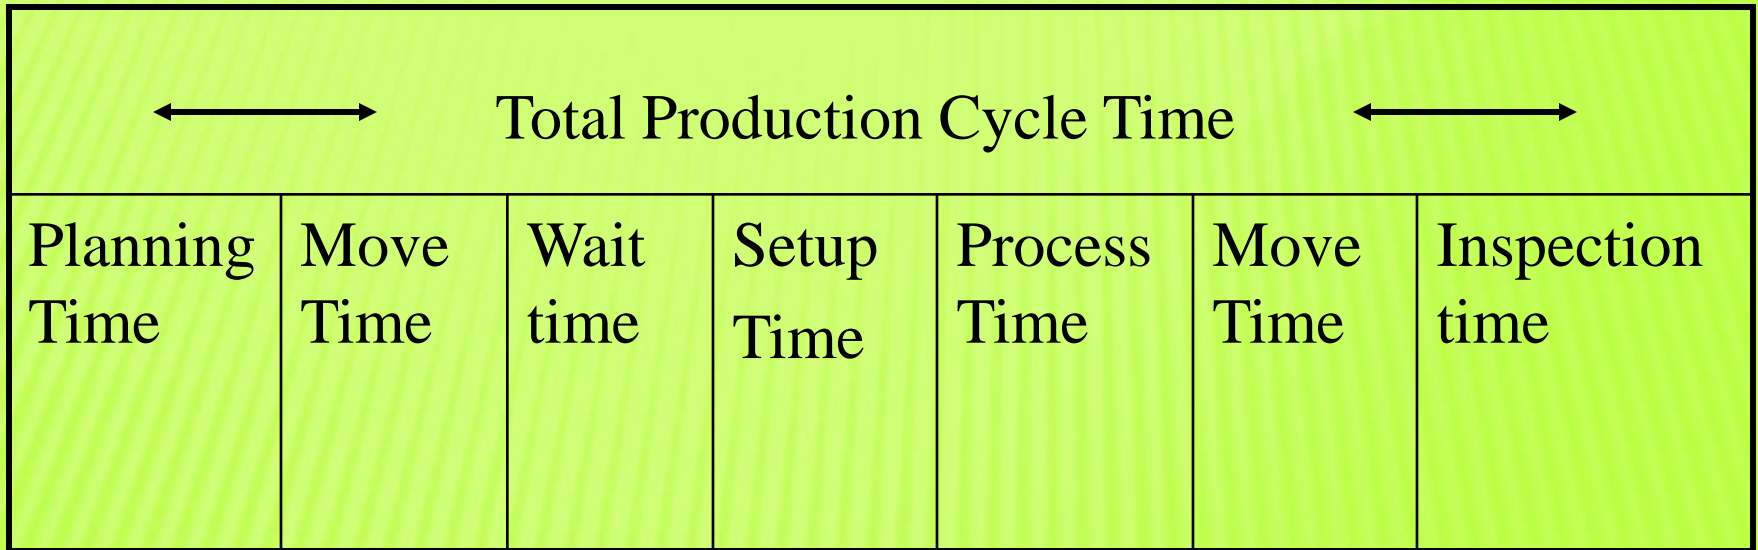 Total Production Cycle Time
Planning
Time
Move
Time
Wait
time
Setup
Time
Process
Time
Move
Time
Inspection
time